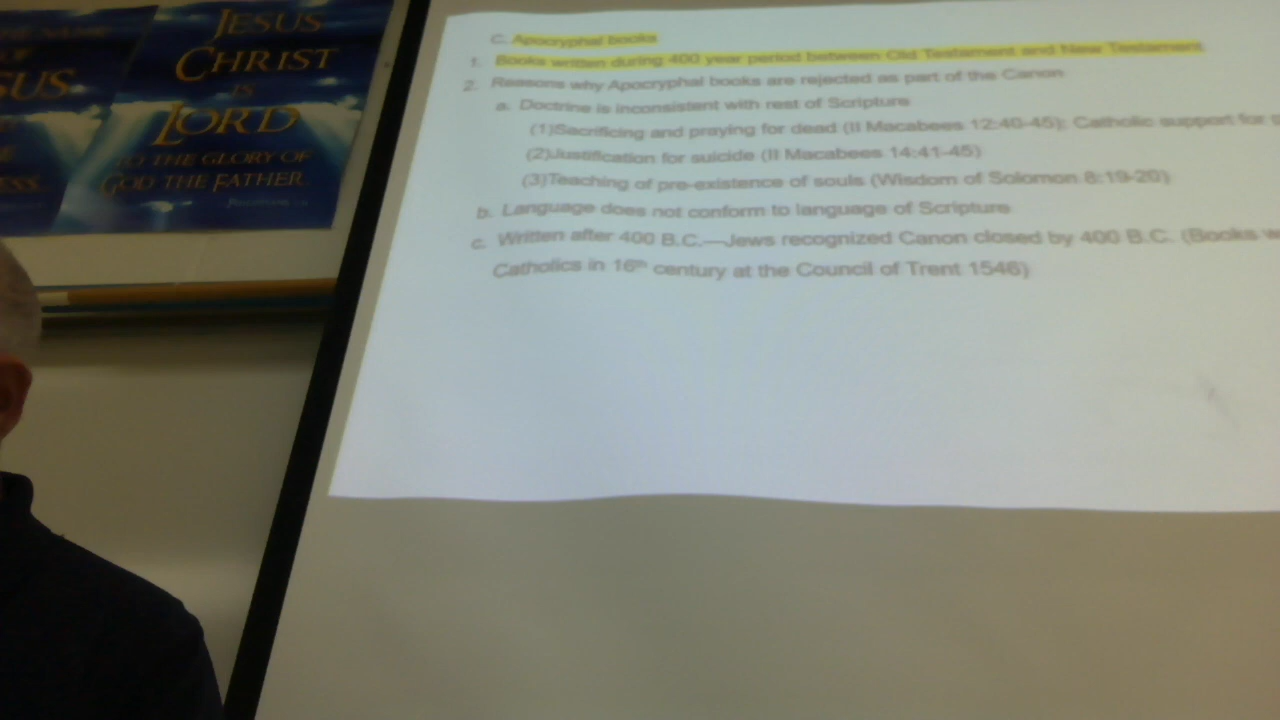 THE NAME
OF
SUS
ESS
JESUS
CHRIST
IS
LORD
TO THE GLORY OF
GOD THE FATHER
C. Apocryphal books
1. Books written during 400 year period between Old Testament and New Testament
2. Reasons why Apocryphal books are rejected as part of the Canon
a. Doctrine is inconsistent with rest of Scripture
(1)Sacrificing and praying for dead (II Macabees 12:40-45); Catholic support for
(2)Justification for suicide (II Macabees 14:41-45)
(3)Teaching of pre-existence of souls (Wisdom of Solomon 8:19-20)
b. Language does not conform to language of Scripture
c. Written after 400 B.C.—Jews recognized Canon closed by 400 B.C. (Books
Catholics in 16th century at the Council of Trent 1546)